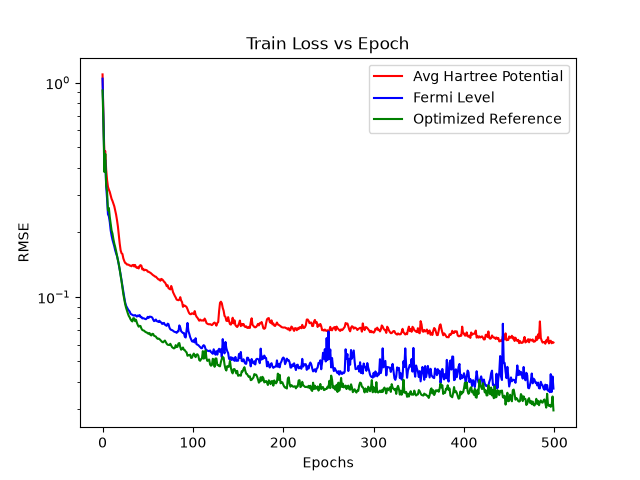 Train Loss vs Epoch
Avg Hartree Potential
Fermi Level
Optimized Reference
RMSE
10⁰
10⁻¹
0 100 200 300 400 500
Epochs